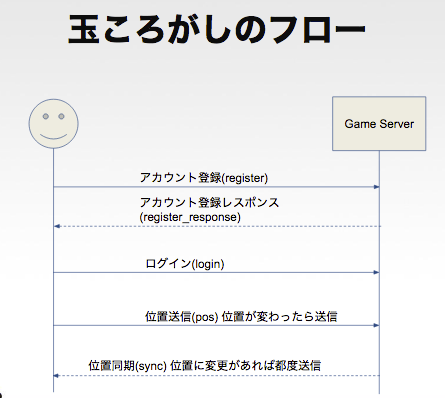 玉ころがしのフロー
Game Server
アカウント登録(register)
アカウント登録レスポンス
(register_response)
ログイン(login)
位置送信(pos) 位置が変わったら送信
位置同期(sync) 位置に変更があれば都度送信